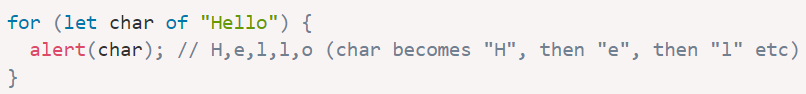 for (let char of "Hello") {
  alert(char); // H,e,l,l,o (char becomes "H", then "e", then "l" etc)
}